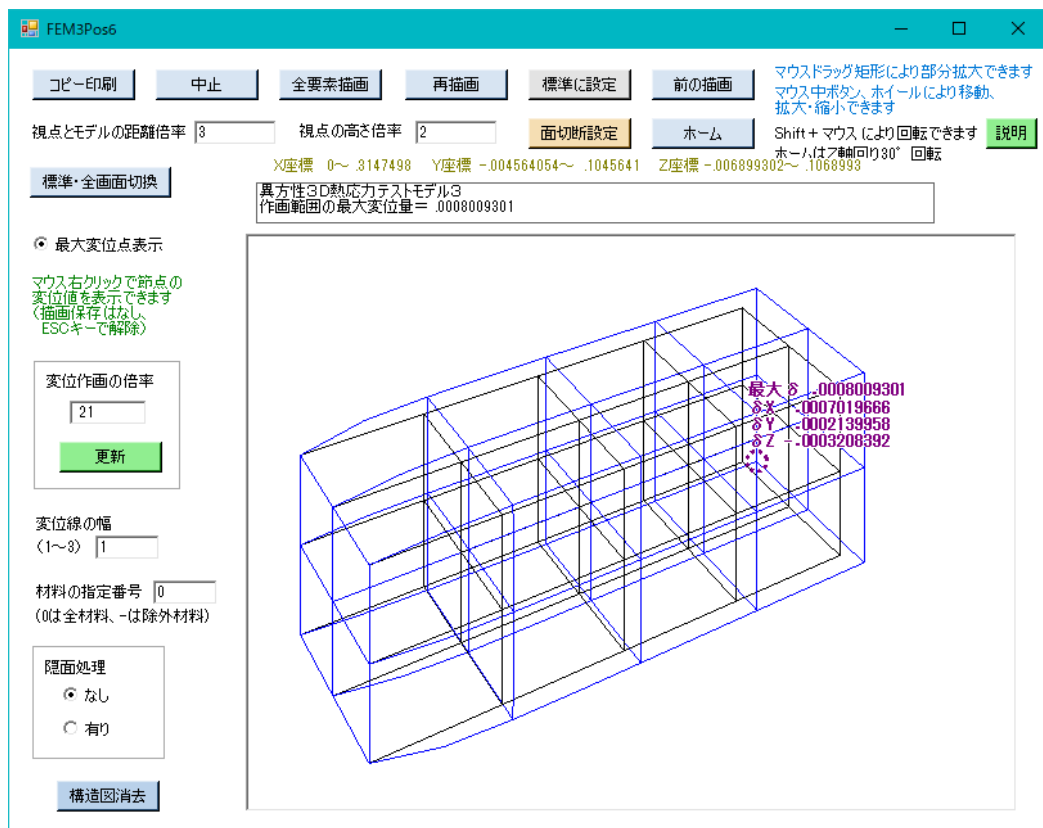 FEM3Pos6
コピー印刷
中止
全要素描画
再描画
標準に設定
前の描画
マウスドラッグ矩形により部分拡大できます
マウス中ボタン、ホイールにより移動、
拡大・縮小できます
視点とモデルの距離倍率 3
視点の高さ倍率 2
面切断設定
ホーム
Shift+マウスにより回転できます
ホームはZ軸回り30°回転
説明
標準・全画面切換
X座標 0～ .3147498 Y座標 -.004564054～ .1045641 Z座標 -.006899302～ .1068993
異方性3D熱応力テストモデル3
作画範囲の最大変位量＝ .0008009301
最大変位点表示
マウス右クリックで節点の
変位値を表示できます
(描画保存はなし、
ESCキーで解除)
変位作画の倍率
21
更新
変位線の幅
(1～3) 1
材料の指定番号 0
(0は全材料、-は除外材料)
隠面処理
なし
有り
構造図消去
最大 δ .0008009301
δX .0007019666
δY -.0002139958
δZ -.0003208392